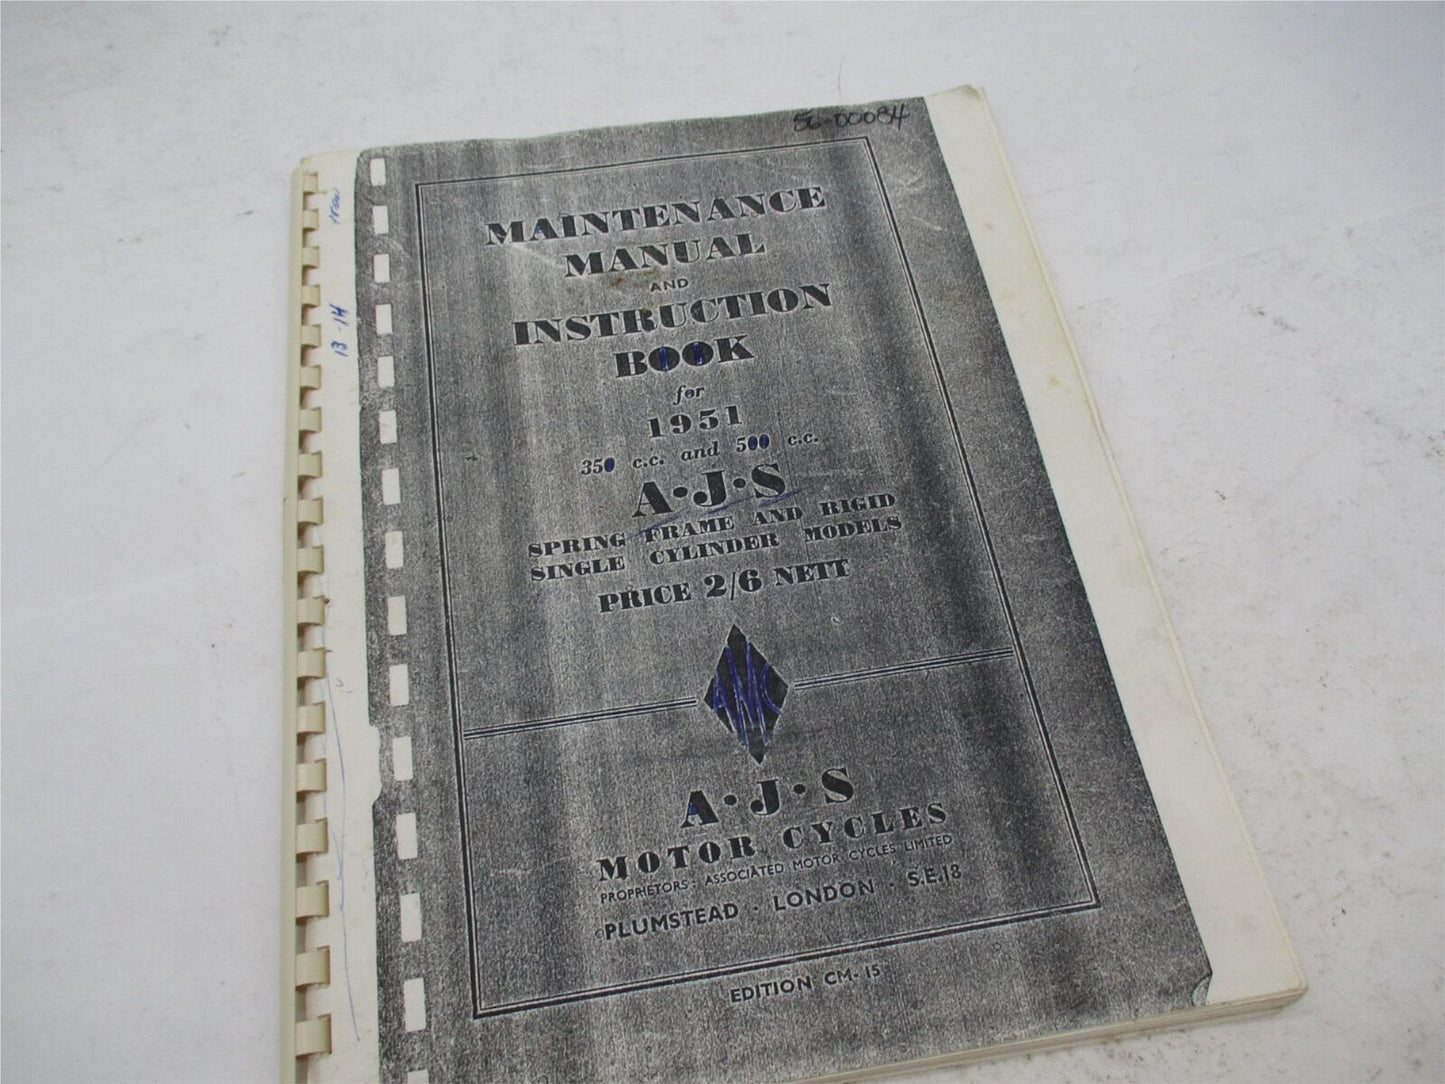 56-00084
MAINTENANCE
MANUAL
AND
INSTRUCTION
BOOK
for
1951
350 c.c. and 500 c.c.
A·J·S
SPRING FRAME AND RIGID
SINGLE CYLINDER MODELS
PRICE 2/6 NETT
AMC
A·J·S
MOTOR CYCLES
PROPRIETORS: ASSOCIATED MOTOR CYCLES LIMITED
PLUMSTEAD · LONDON · S.E.18
EDITION CM-15
13-14